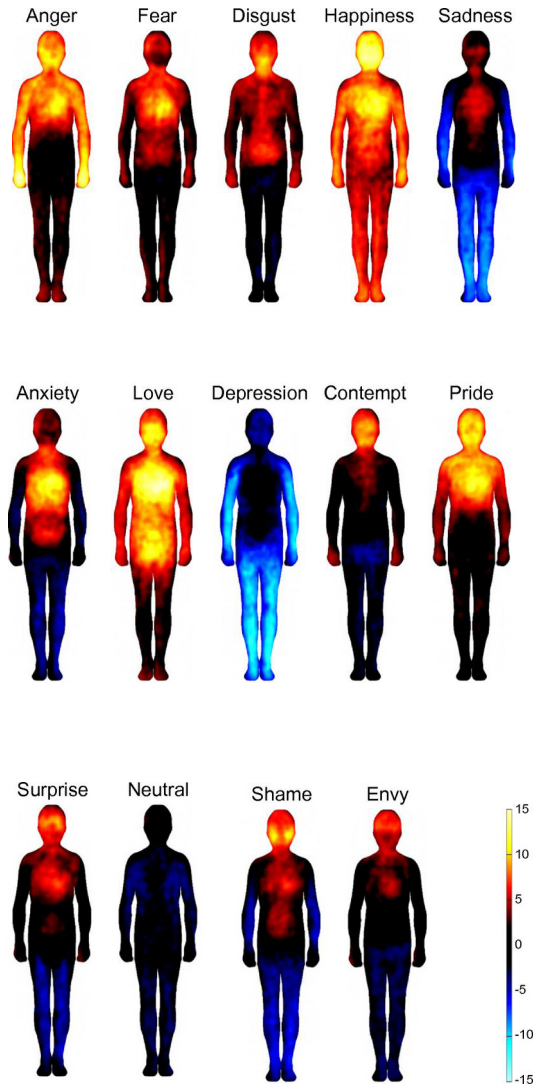 Anger Fear Disgust Happiness Sadness
Anxiety Love Depression Contempt Pride
Surprise Neutral Shame Envy
15
10
5
0
-5
-10
-15